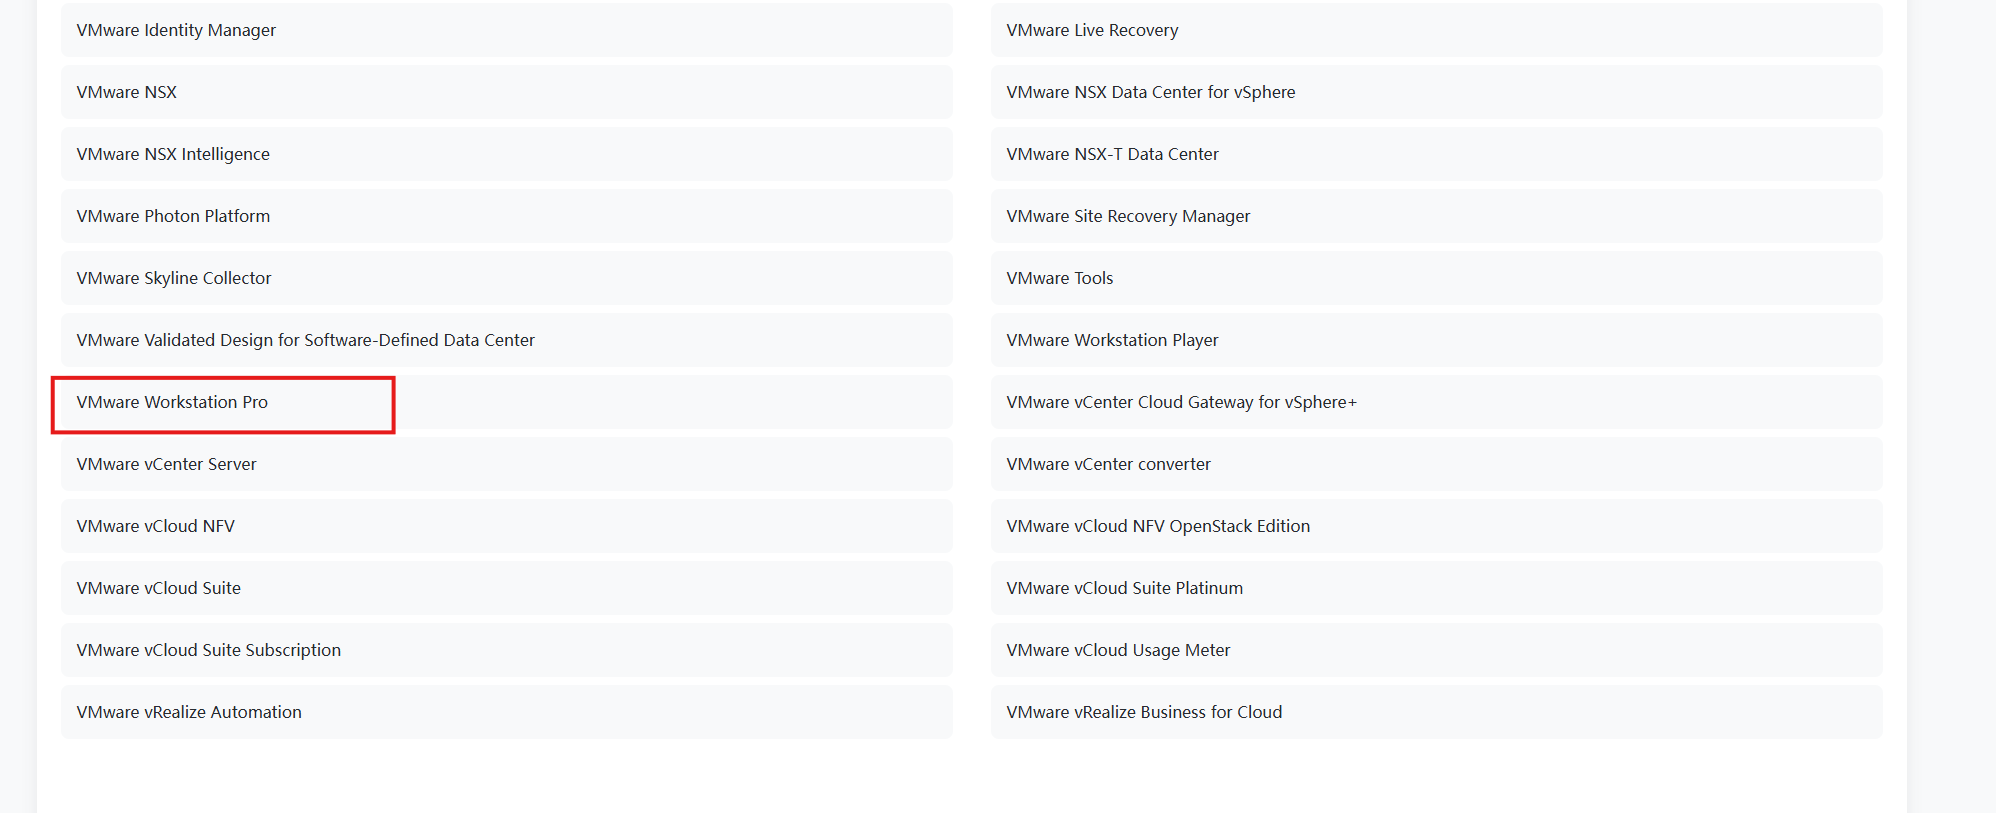 VMware Identity Manager
VMware Live Recovery
VMware NSX
VMware NSX Data Center for vSphere
VMware NSX Intelligence
VMware NSX-T Data Center
VMware Photon Platform
VMware Site Recovery Manager
VMware Skyline Collector
VMware Tools
VMware Validated Design for Software-Defined Data Center
VMware Workstation Player
VMware Workstation Pro
VMware vCenter Cloud Gateway for vSphere+
VMware vCenter Server
VMware vCenter converter
VMware vCloud NFV
VMware vCloud NFV OpenStack Edition
VMware vCloud Suite
VMware vCloud Suite Platinum
VMware vCloud Suite Subscription
VMware vCloud Usage Meter
VMware vRealize Automation
VMware vRealize Business for Cloud